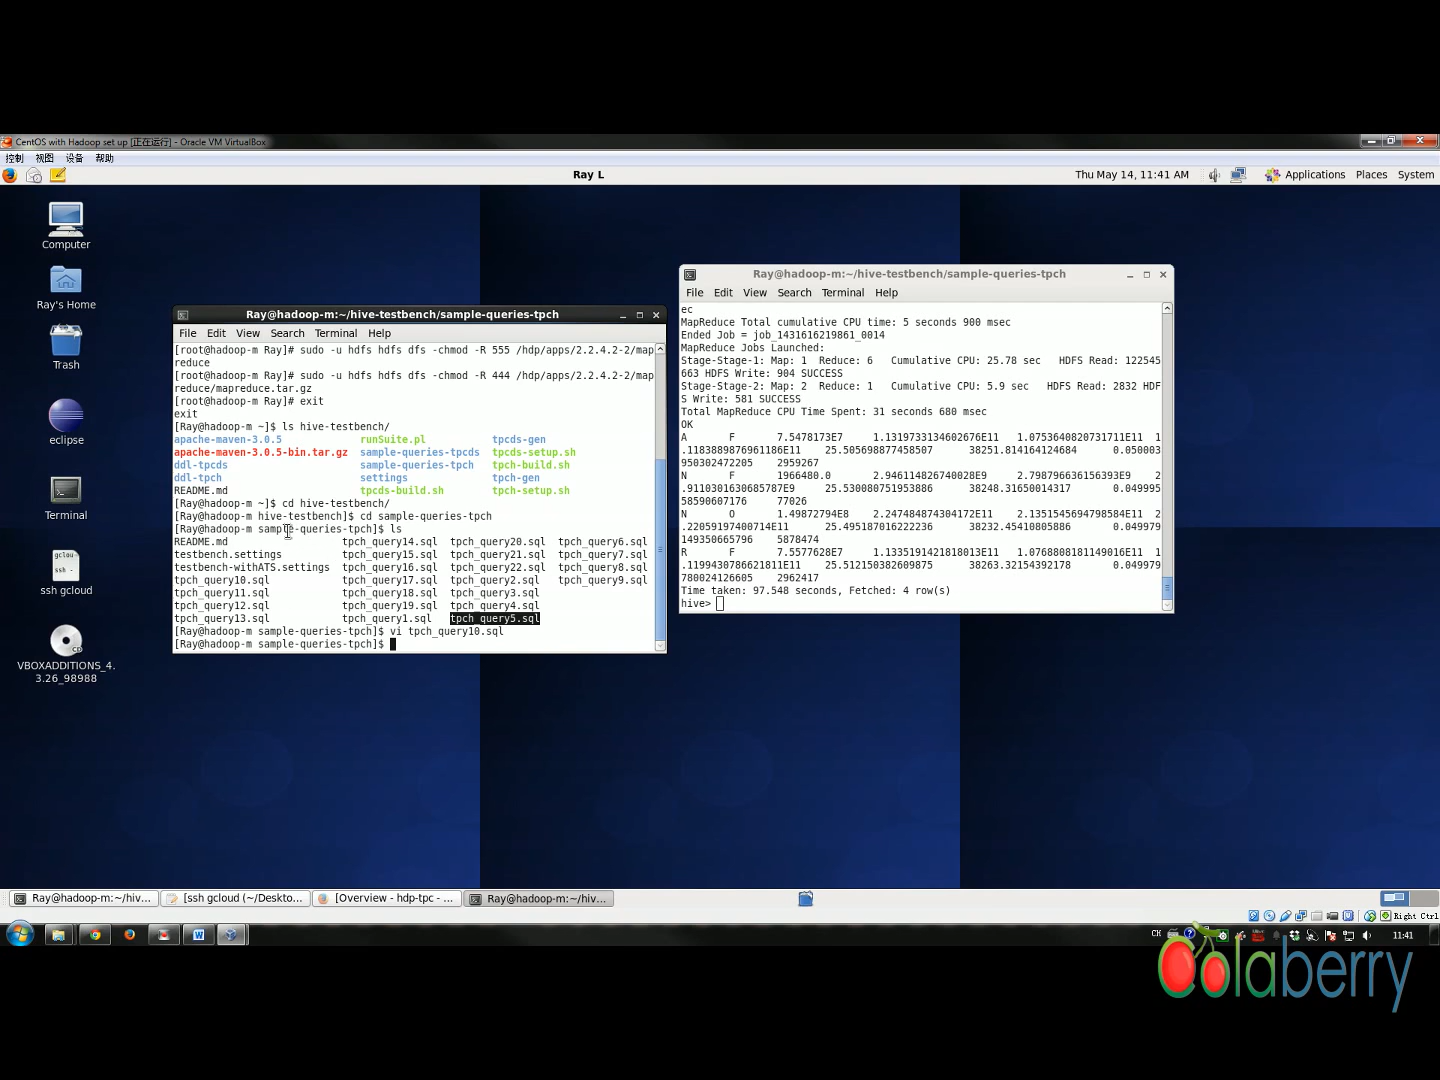 CentOS with Hadoop set up [正在运行] - Oracle VM VirtualBox
控制 视图 设备 帮助
Ray L
Thu May 14, 11:41 AM
Applications Places System
Computer
Ray's Home
Trash
eclipse
Terminal
gclou
ssh -
ssh gcloud
VBOXADDITIONS_4.
3.26_98988
Ray@hadoop-m:~/hive-testbench/sample-queries-tpch
File Edit View Search Terminal Help
[root@hadoop-m Ray]# sudo -u hdfs hdfs dfs -chmod -R 555 /hdp/apps/2.2.4.2-2/map
reduce
[root@hadoop-m Ray]# sudo -u hdfs hdfs dfs -chmod -R 444 /hdp/apps/2.2.4.2-2/map
reduce/mapreduce.tar.gz
[root@hadoop-m Ray]# exit
exit
[Ray@hadoop-m ~]$ ls hive-testbench/
apache-maven-3.0.5 runSuite.pl tpcds-gen
apache-maven-3.0.5-bin.tar.gz sample-queries-tpcds tpcds-setup.sh
ddl-tpcds sample-queries-tpch tpch-build.sh
ddl-tpch settings tpch-gen
README.md tpcds-build.sh tpch-setup.sh
[Ray@hadoop-m ~]$ cd hive-testbench/
[Ray@hadoop-m hive-testbench]$ cd sample-queries-tpch
[Ray@hadoop-m sample-queries-tpch]$ ls
README.md tpch_query14.sql tpch_query20.sql tpch_query6.sql
testbench.settings tpch_query15.sql tpch_query21.sql tpch_query7.sql
testbench-withATS.settings tpch_query16.sql tpch_query22.sql tpch_query8.sql
tpch_query10.sql tpch_query17.sql tpch_query2.sql tpch_query9.sql
tpch_query11.sql tpch_query18.sql tpch_query3.sql
tpch_query12.sql tpch_query19.sql tpch_query4.sql
tpch_query13.sql tpch_query1.sql tpch_query5.sql
[Ray@hadoop-m sample-queries-tpch]$ vi tpch_query10.sql
[Ray@hadoop-m sample-queries-tpch]$
Ray@hadoop-m:~/hive-testbench/sample-queries-tpch
File Edit View Search Terminal Help
ec
MapReduce Total cumulative CPU time: 5 seconds 900 msec
Ended Job = job_1431616219861_0014
MapReduce Jobs Launched:
Stage-Stage-1: Map: 1 Reduce: 6 Cumulative CPU: 25.78 sec HDFS Read: 122545
663 HDFS Write: 904 SUCCESS
Stage-Stage-2: Map: 2 Reduce: 1 Cumulative CPU: 5.9 sec HDFS Read: 2832 HDF
S Write: 581 SUCCESS
Total MapReduce CPU Time Spent: 31 seconds 680 msec
OK
A F 7.5478173E7 1.1319733134602676E11 1.0753640820731711E11 1
.1183889876961186E11 25.505698877458507 38251.814164124684 0.050003
950302472205 2959267
N F 1966480.0 2.946114826674028E9 2.798796636156393E9 2
.911030163068578​7E9 25.530080751953886 38248.31650014317 0.049995
58590607176 77026
N O 1.49872794E8 2.247484874304172E11 2.1351545694798584E11 2
.22059197400714E11 25.495187016222236 38232.45410805886 0.049979
149350665796 5878474
R F 7.5577628E7 1.1335191421818013E11 1.0768808181149016E11 1
.1199430786621811E11 25.512150382609875 38263.32154392178 0.049979
780024126605 2962417
Time taken: 97.548 seconds, Fetched: 4 row(s)
hive>
Ray@hadoop-m:~/hiv... [ssh gcloud (~/Deskto... [Overview - hdp-tpc - ... Ray@hadoop-m:~/hiv...
Right Ctrl
CH
11:41
Colaberry